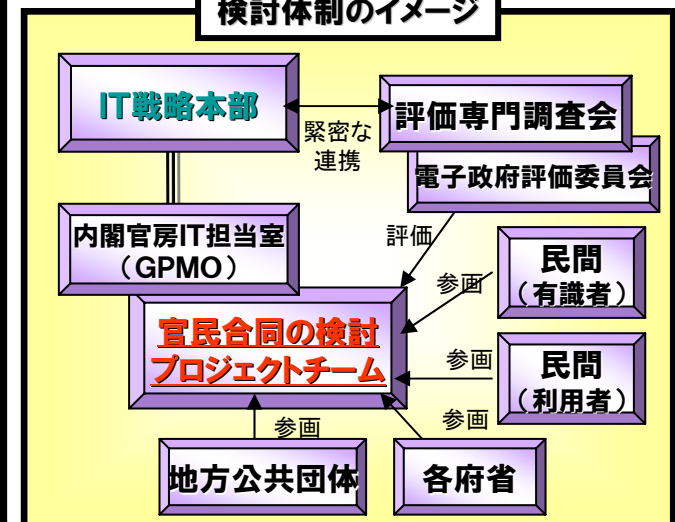 検討体制のイメージ
IT戦略本部
緊密な
連携
評価専門調査会
電子政府評価委員会
内閣官房IT担当室
（GPMO）
評価
民間
（有識者）
参画
官民合同の検討
プロジェクトチーム
参画
民間
（利用者）
参画
参画
地方公共団体
各府省